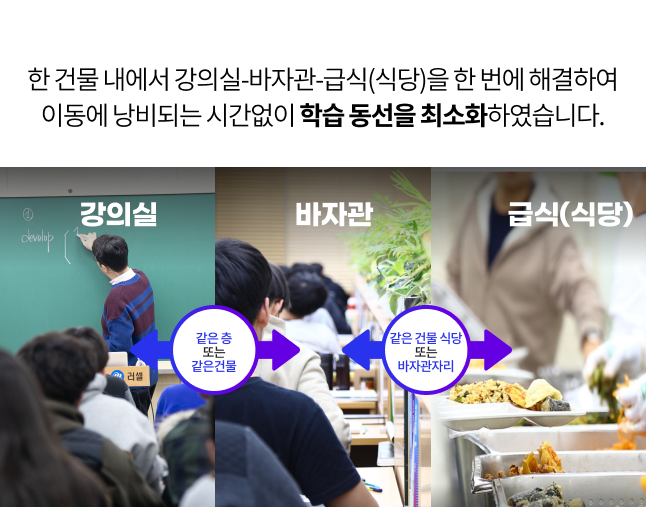 한 건물 내에서 강의실-바자관-급식(식당)을 한 번에 해결하여
이동에 낭비되는 시간없이 학습 동선을 최소화하였습니다.
강의실
바자관
급식(식당)
①
develop
같은 층
또는
같은건물
같은 건물 식당
또는
바자관자리
러셀